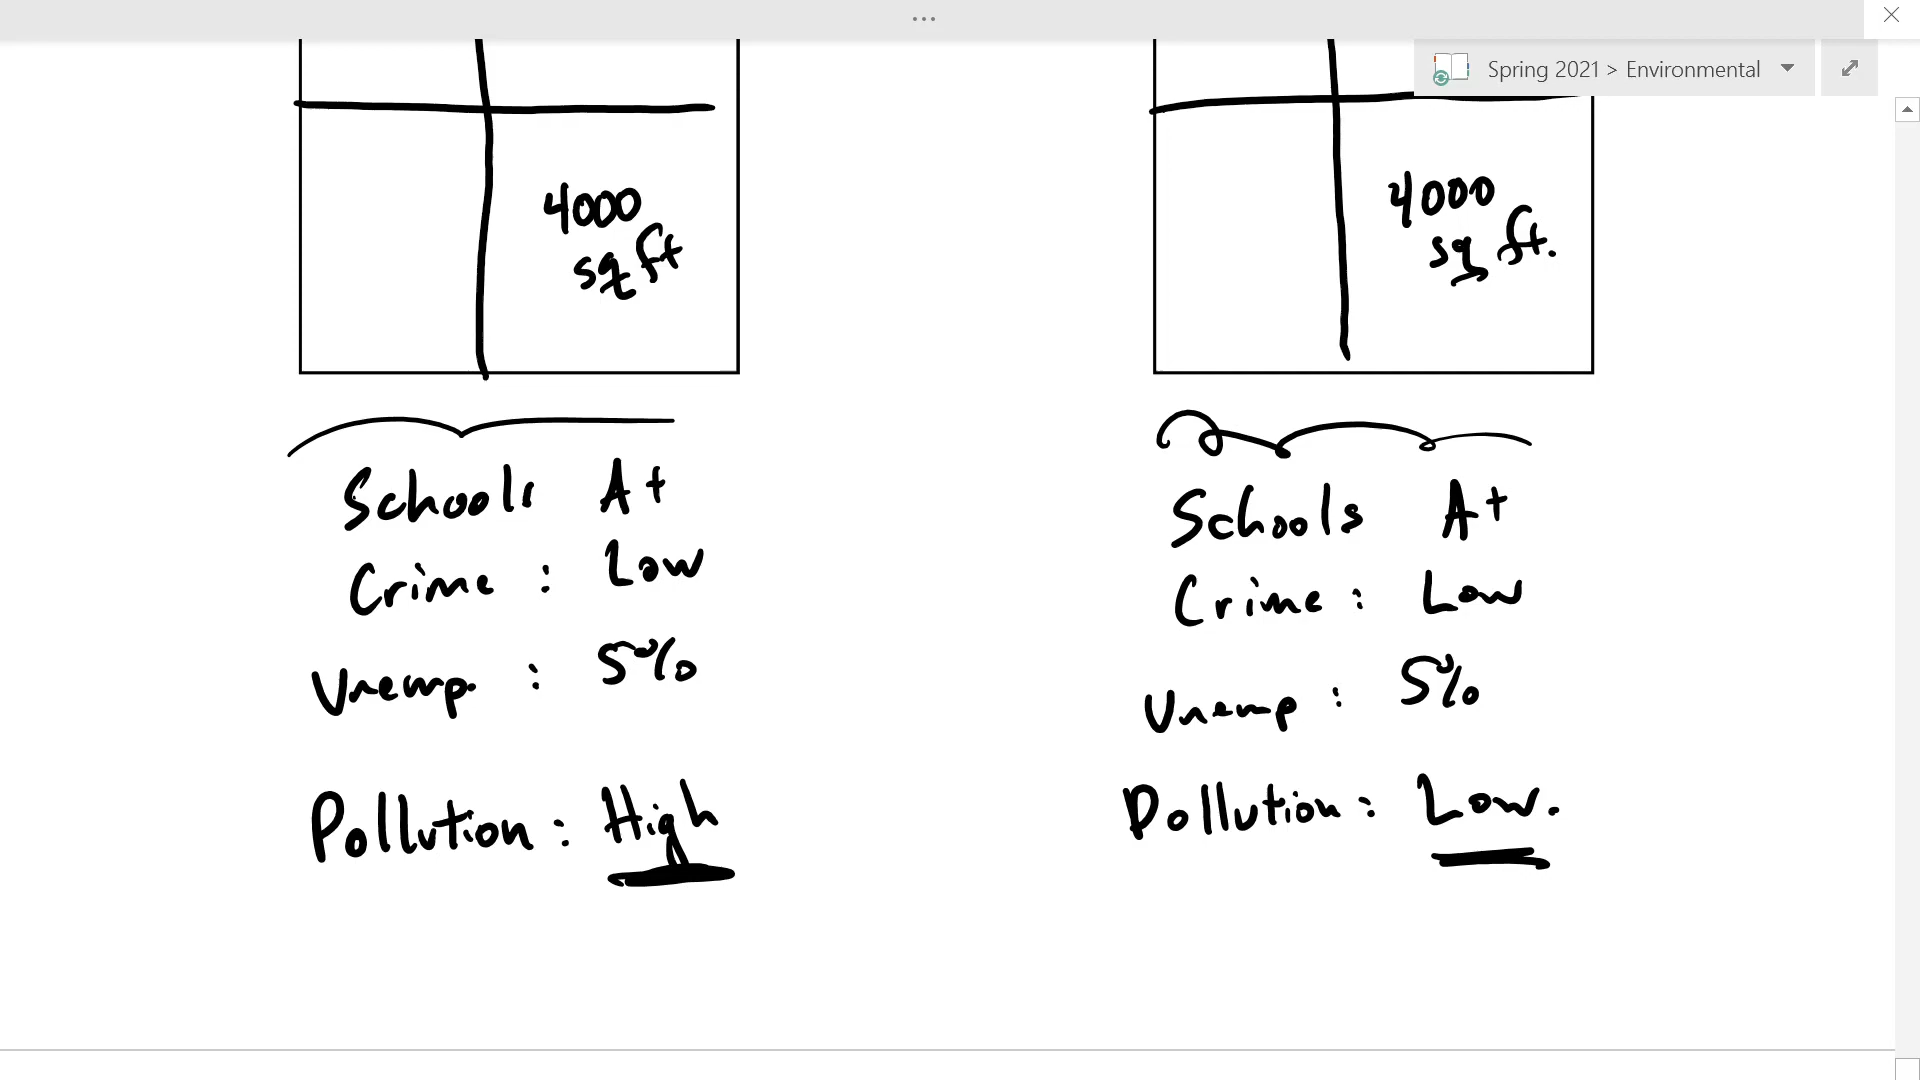 Spring 2021 > Environmental
4000
sq ft
4000
sq ft.
Schools A+
Crime : Low
Unemp. : 5%
Pollution : High
Schools A+
Crime : Low
Unemp : 5%
Pollution : Low.